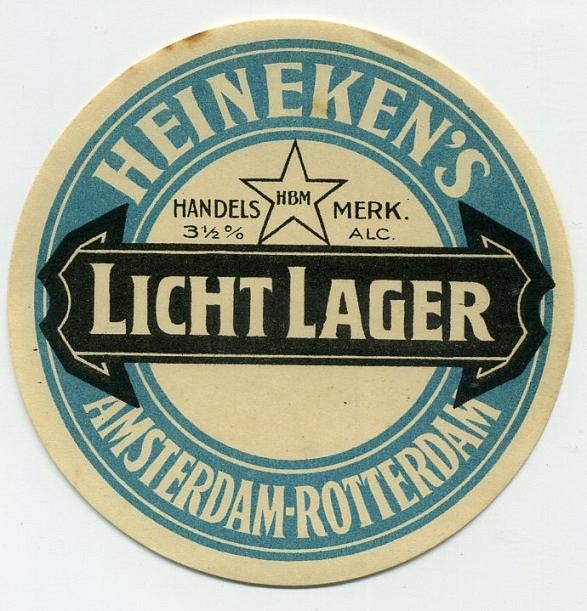 HEINEKEN'S
HBM
HANDELS MERK.
3½% ALC.
LICHT LAGER
AMSTERDAM-ROTTERDAM